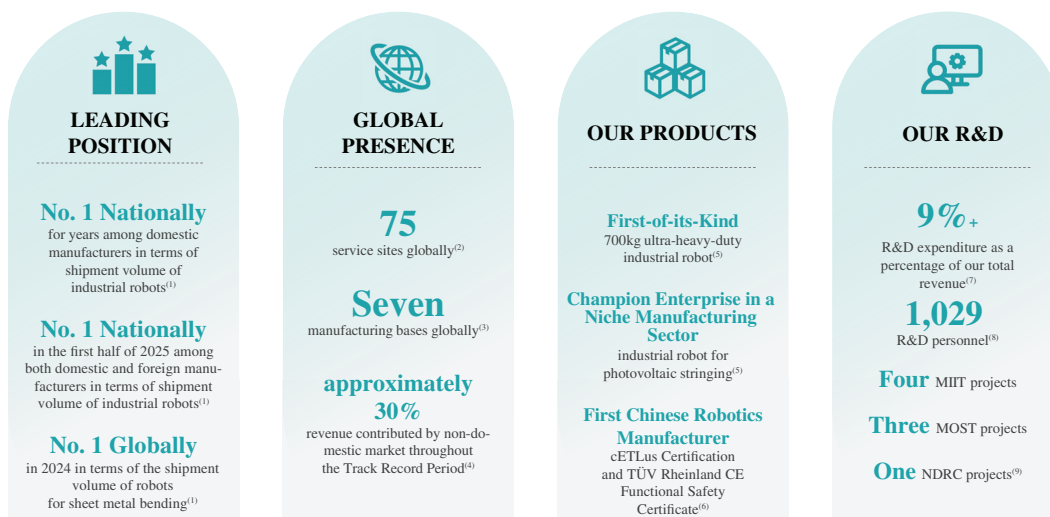 LEADING
POSITION
No. 1 Nationally
for years among domestic
manufacturers in terms of
shipment volume of
industrial robots(1)
No. 1 Nationally
in the first half of 2025 among
both domestic and foreign manu-
facturers in terms of shipment
volume of industrial robots(1)
No. 1 Globally
in 2024 in terms of the shipment
volume of robots
for sheet metal bending(1)
GLOBAL
PRESENCE
75
service sites globally(2)
Seven
manufacturing bases globally(3)
approximately
30%
revenue contributed by non-do-
mestic market throughout
the Track Record Period(4)
OUR PRODUCTS
First-of-its-Kind
700kg ultra-heavy-duty
industrial robot(5)
Champion Enterprise in a
Niche Manufacturing
Sector
industrial robot for
photovoltaic stringing(5)
First Chinese Robotics
Manufacturer
cETLus Certification
and TÜV Rheinland CE
Functional Safety
Certificate(6)
OUR R&D
9%+
R&D expenditure as a
percentage of our total
revenue(7)
1,029
R&D personnel(8)
Four MIIT projects
Three MOST projects
One NDRC projects(9)